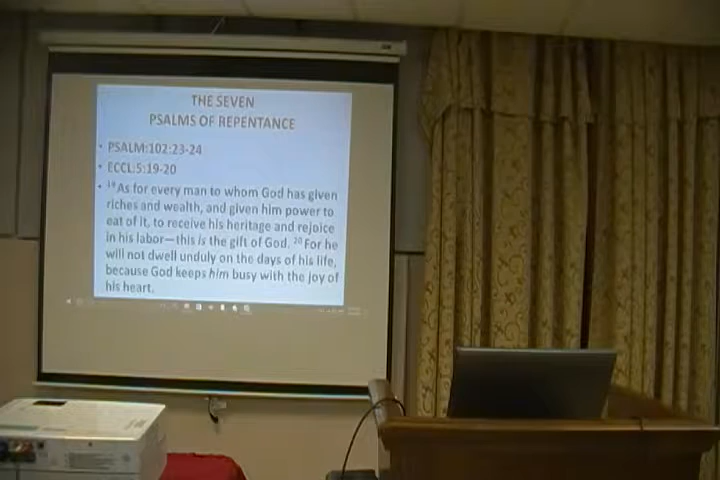 THE SEVEN
PSALMS OF REPENTANCE
• PSALM:102:23-24
• ECCL:5:19-20
• 19 As for every man to whom God has given
riches and wealth, and given him power to
eat of it, to receive his heritage and rejoice
in his labor—this is the gift of God. 20 For he
will not dwell unduly on the days of his life,
because God keeps him busy with the joy of
his heart.